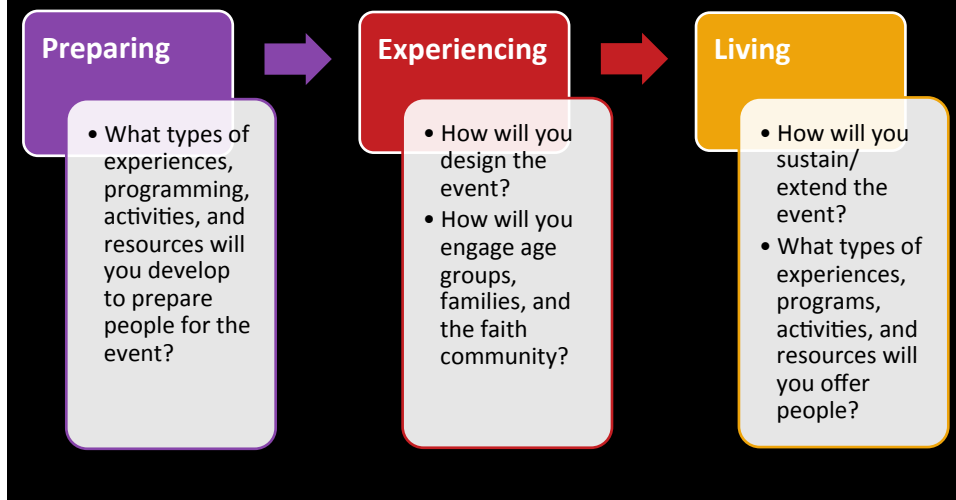 Preparing
• What types of
experiences,
programming,
activities, and
resources will
you develop
to prepare
people for the
event?
Experiencing
• How will you
design the
event?
• How will you
engage age
groups,
families, and
the faith
community?
Living
• How will you
sustain/
extend the
event?
• What types of
experiences,
programs,
activities, and
resources will
you offer
people?